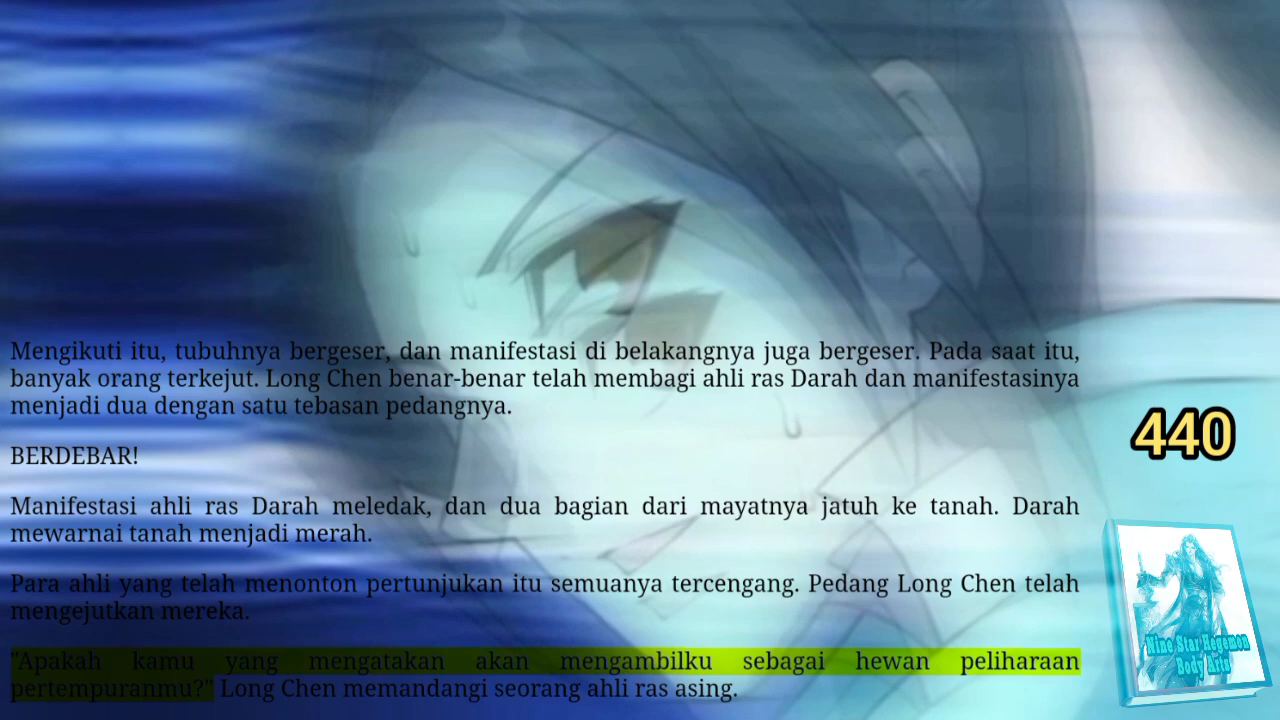 Mengikuti itu, tubuhnya bergeser, dan manifestasi di belakangnya juga bergeser. Pada saat itu,
banyak orang terkejut. Long Chen benar-benar telah membagi ahli ras Darah dan manifestasinya
menjadi dua dengan satu tebasan pedangnya.
BERDEBAR!
Manifestasi ahli ras Darah meledak, dan dua bagian dari mayatnya jatuh ke tanah. Darah
mewarnai tanah menjadi merah.
Para ahli yang telah menonton pertunjukan itu semuanya tercengang. Pedang Long Chen telah
mengejutkan mereka.
"Apakah kamu yang mengatakan akan mengambilku sebagai hewan peliharaan
pertempuranmu?" Long Chen memandangi seorang ahli ras asing.
440
Nine Star Hegemon
Body Arts